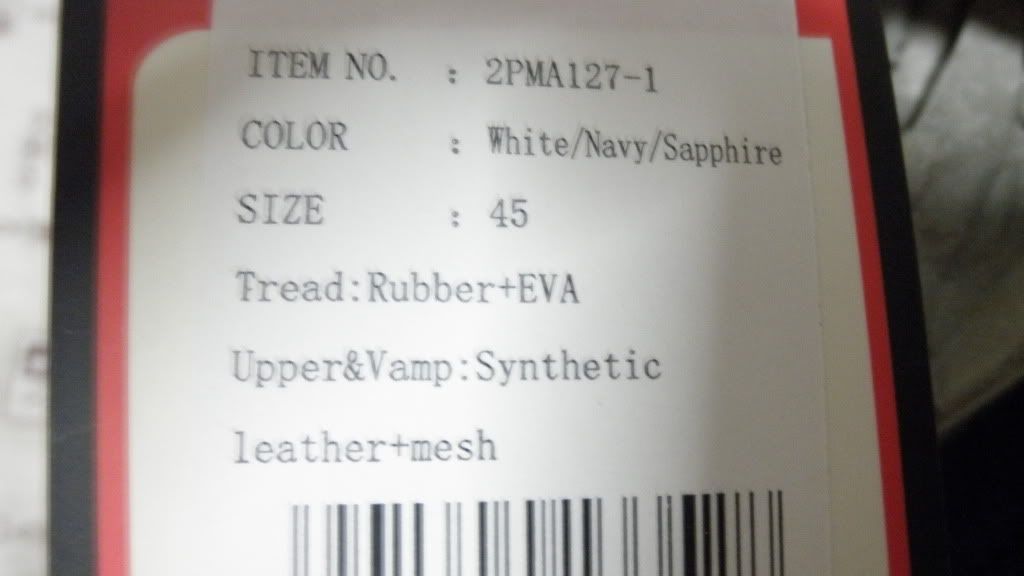 ITEM NO. : 2PMA127-1
COLOR : White/Navy/Sapphire
SIZE : 45
Tread:Rubber+EVA
Upper&Vamp:Synthetic
leather+mesh